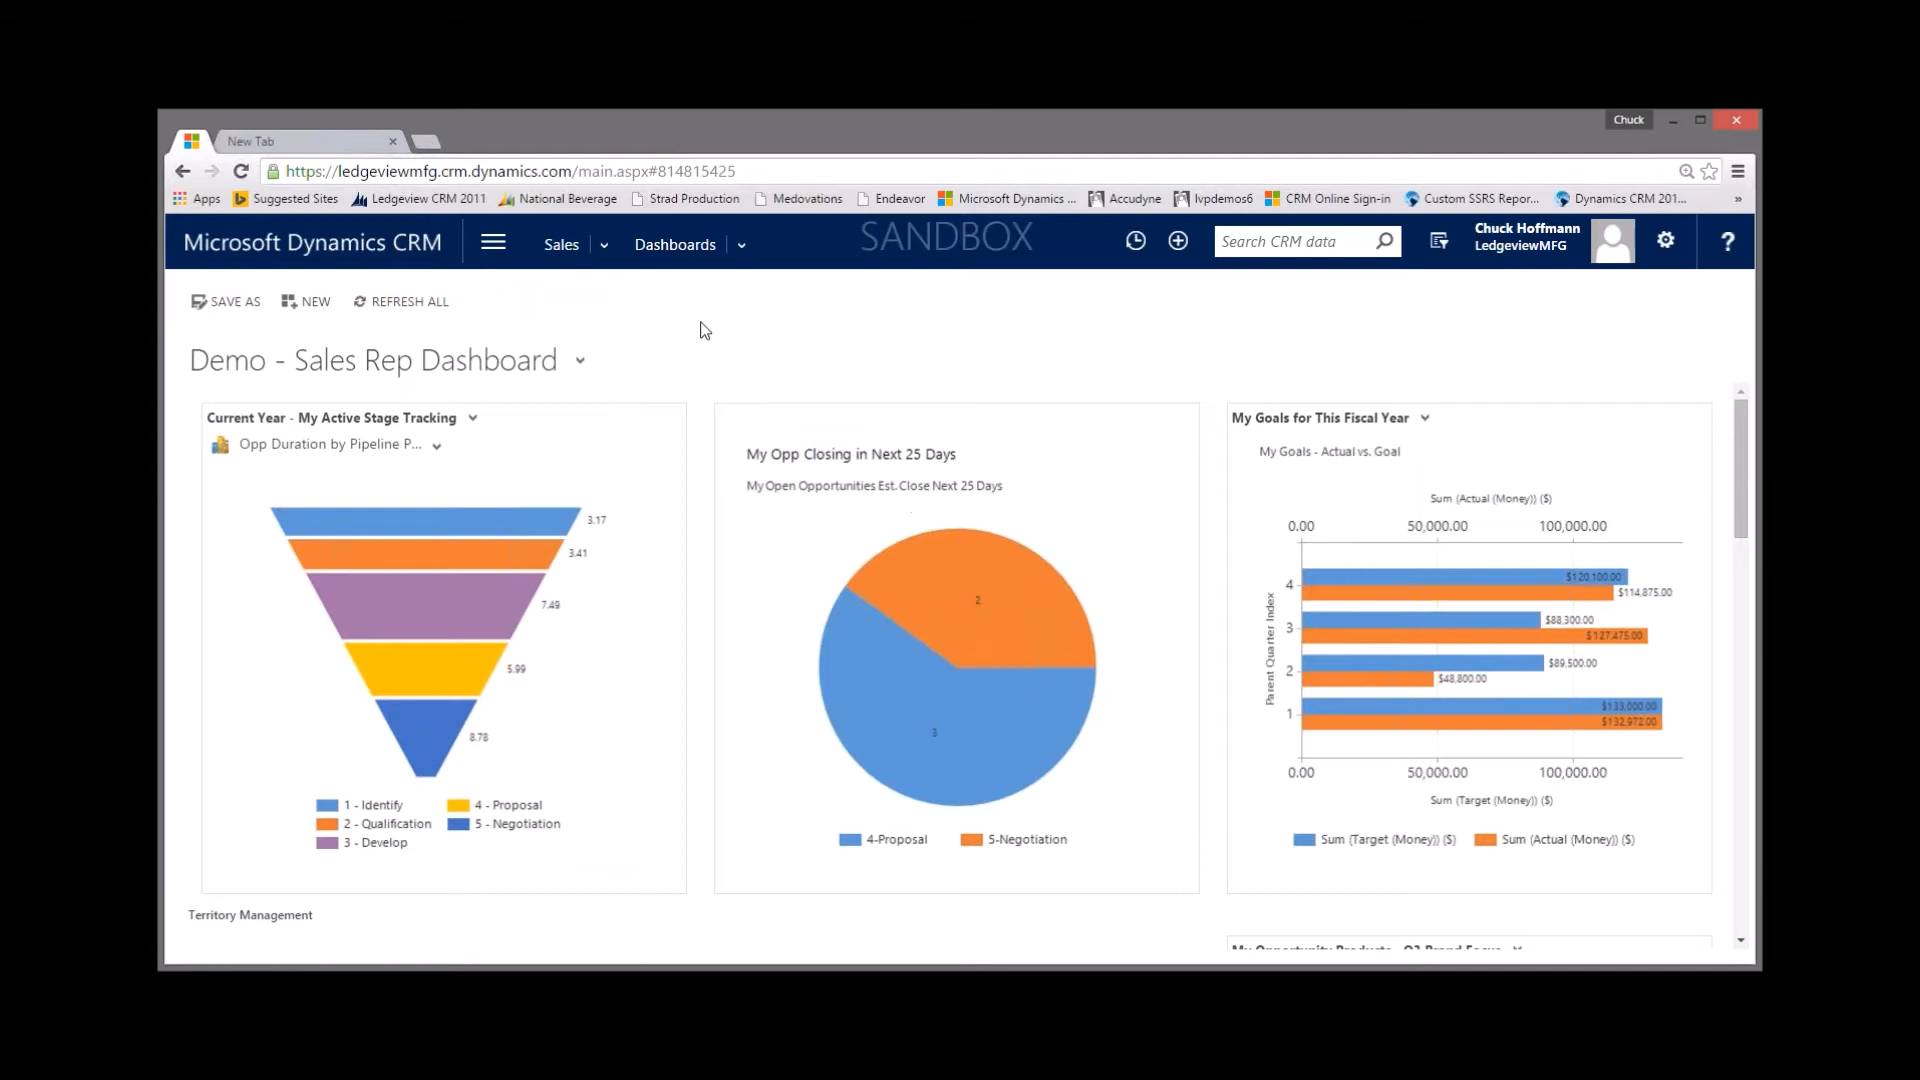 Chuck
New Tab
https://ledgeviewmfg.crm.dynamics.com/main.aspx#814815425
Apps
Suggested Sites
Ledgeview CRM 2011
National Beverage
Strad Production
Medovations
Endeavor
Microsoft Dynamics ...
Accudyne
lvpdemos6
CRM Online Sign-in
Custom SSRS Repor...
Dynamics CRM 201...
»
Microsoft Dynamics CRM
Sales
Dashboards
SANDBOX
Search CRM data
Chuck Hoffmann
LedgeviewMFG
?
SAVE AS
NEW
REFRESH ALL
Demo - Sales Rep Dashboard
Current Year - My Active Stage Tracking
Opp Duration by Pipeline P...
3.17
3.41
7.49
5.99
8.78
1 - Identify
4 - Proposal
2 - Qualification
5 - Negotiation
3 - Develop
My Opp Closing in Next 25 Days
My Open Opportunities Est. Close Next 25 Days
2
3
4-Proposal
5-Negotiation
My Goals for This Fiscal Year
My Goals - Actual vs. Goal
Sum (Actual (Money)) ($)
0.00 50,000.00 100,000.00
Parent Quarter Index
4
$120,100.00
$114,875.00
3
$88,300.00
$127,475.00
2
$89,500.00
$48,800.00
1
$133,000.00
$132,972.00
0.00 50,000.00 100,000.00
Sum (Target (Money)) ($)
Sum (Target (Money)) ($)
Sum (Actual (Money)) ($)
Territory Management
My Opportunity Products - Q3 Brand Focus